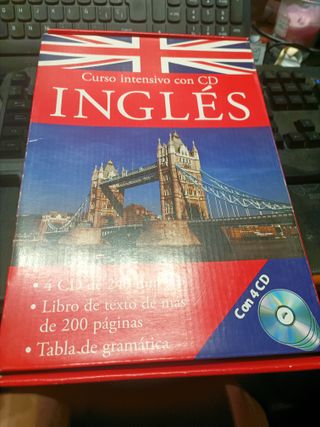 Curso intensivo con CD
INGLÉS
• 4 CD de
• Libro de texto de más
de 200 páginas
• Tabla de gramática
Con 4 CD